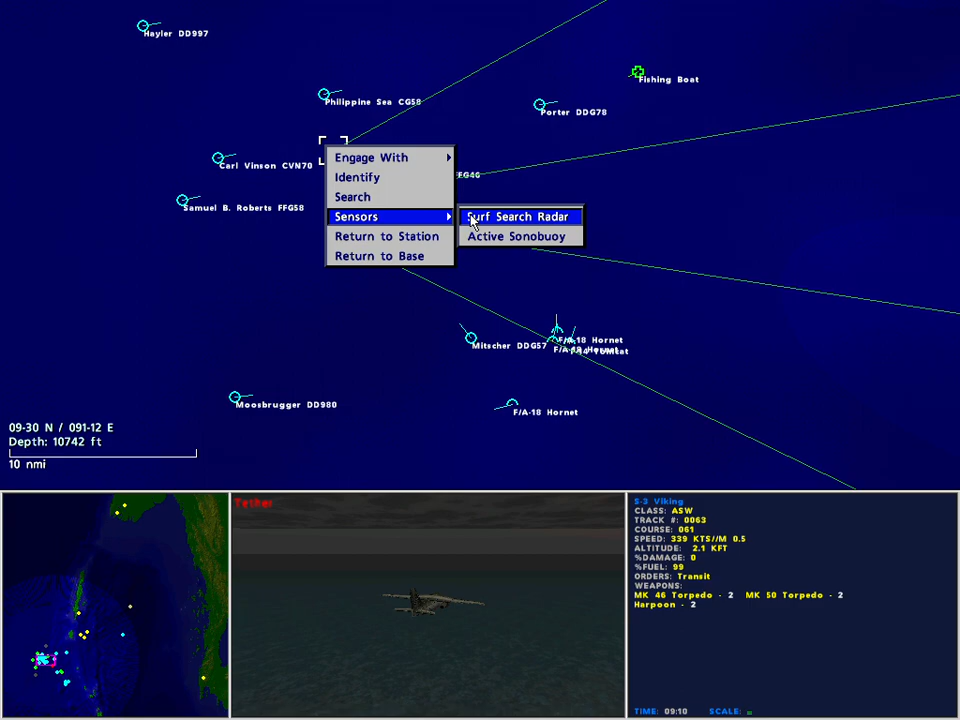 Hayler DD997
Fishing Boat
Philippine Sea CG58
Porter DDG78
Carl Vinson CVN70
Samuel B. Roberts FFG58
Engage With
Identify
Search
Sensors
Return to Station
Return to Base
Surf Search Radar
Active Sonobuoy
Mitscher DDG57
F/A-18 Hornet
Moosbrugger DD980
F/A-18 Hornet
09-30 N / 091-12 E
Depth: 10742 ft
10 nmi
Tether
S-3 Viking
CLASS: ASW
TRACK #: 0063
COURSE: 061
SPEED: 339 KTS//M 0.5
ALTITUDE: 2.1 KFT
%DAMAGE: 0
%FUEL: 99
ORDERS: Transit
WEAPONS:
MK 46 Torpedo - 2 MK 50 Torpedo - 2
Harpoon - 2
TIME: 09:10 SCALE: